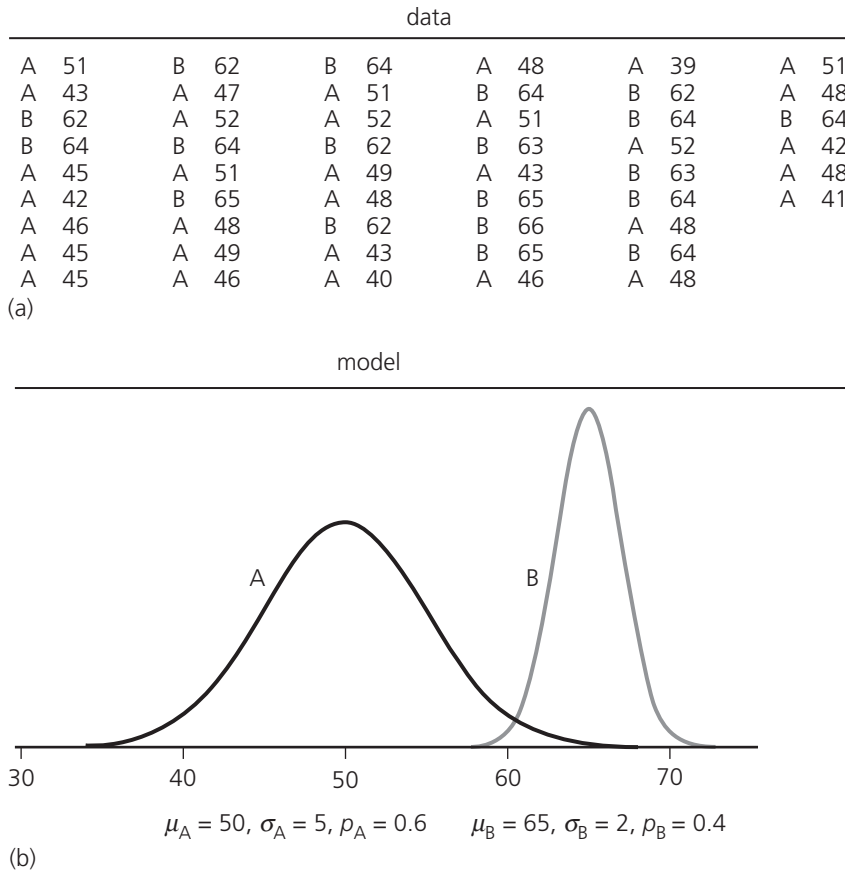 data
A 51 B 62 B 64 A 48 A 39 A 51
A 43 A 47 A 51 B 64 B 62 A 48
B 62 A 52 A 52 A 51 B 64 B 64
B 64 B 64 B 62 B 63 A 52 A 42
A 45 A 51 A 49 A 43 B 63 A 48
A 42 B 65 A 48 B 65 B 64 A 41
A 46 A 48 B 62 B 66 A 48
A 45 A 49 A 43 B 65 B 64
A 45 A 46 A 40 A 46 A 48
(a)
model
A B
30 40 50 60 70
μA = 50, σA = 5, pA = 0.6 μB = 65, σB = 2, pB = 0.4
(b)